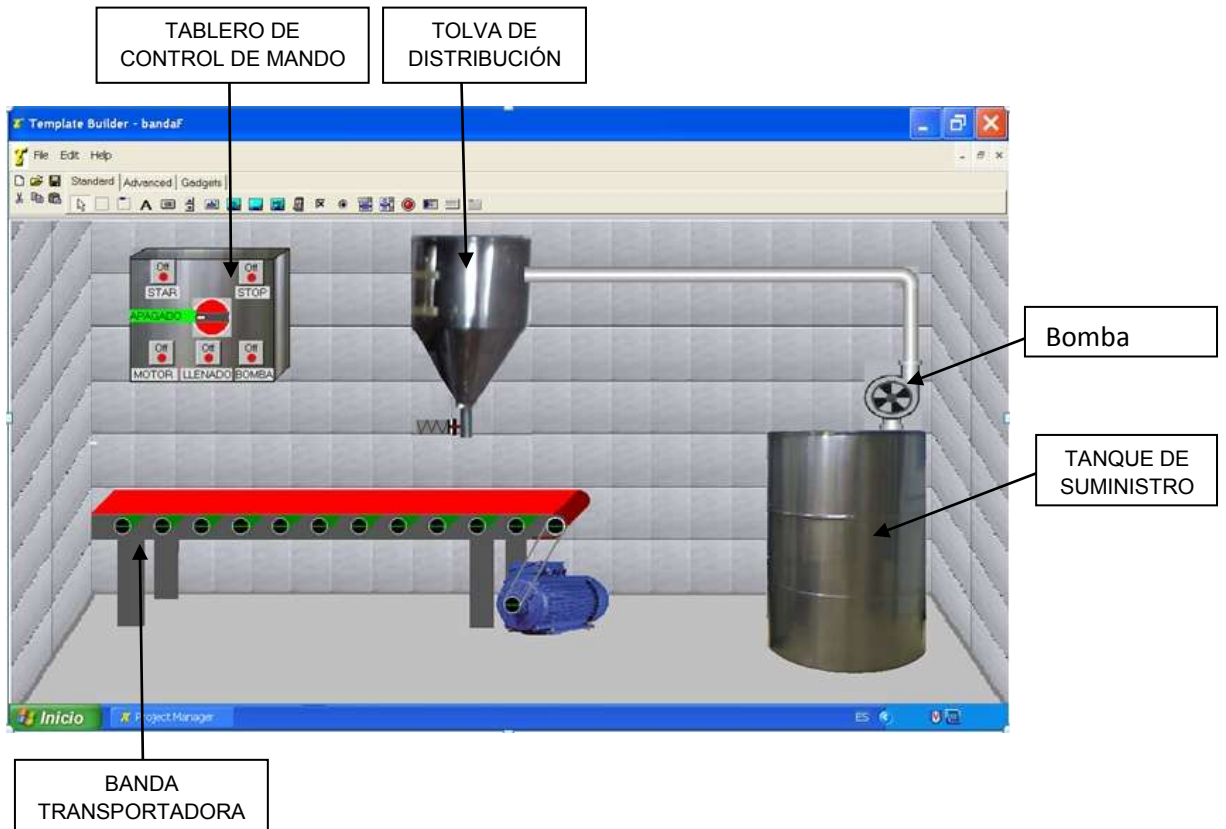 TABLERO DE
CONTROL DE MANDO
TOLVA DE
DISTRIBUCIÓN
Template Builder - bandaF
File Edit Help
Standard Advanced Gadgets
Off Off
STAR STOP
APAGADO
Off Off Off
MOTOR LLENADO BOMBA
Bomba
TANQUE DE
SUMINISTRO
Inicio Project Manager ES
BANDA
TRANSPORTADORA